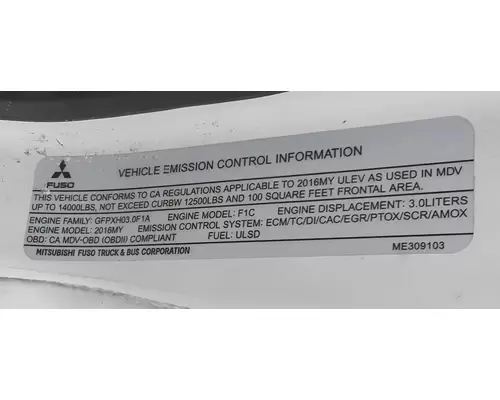 FUSO
VEHICLE EMISSION CONTROL INFORMATION
THIS VEHICLE CONFORMS TO CA REGULATIONS APPLICABLE TO 2016MY ULEV AS USED IN MDV
UP TO 14000LBS, NOT EXCEED CURBW 12500LBS AND 100 SQUARE FEET FRONTAL AREA.
ENGINE FAMILY: GFPXH03.0F1A ENGINE MODEL: F1C ENGINE DISPLACEMENT: 3.0LITERS
ENGINE MODEL: 2016MY EMISSION CONTROL SYSTEM: ECM/TC/DI/CAC/EGR/PTOX/SCR/AMOX
OBD: CA MDV-OBD (OBDII) COMPLIANT FUEL: ULSD
MITSUBISHI FUSO TRUCK & BUS CORPORATION ME309103